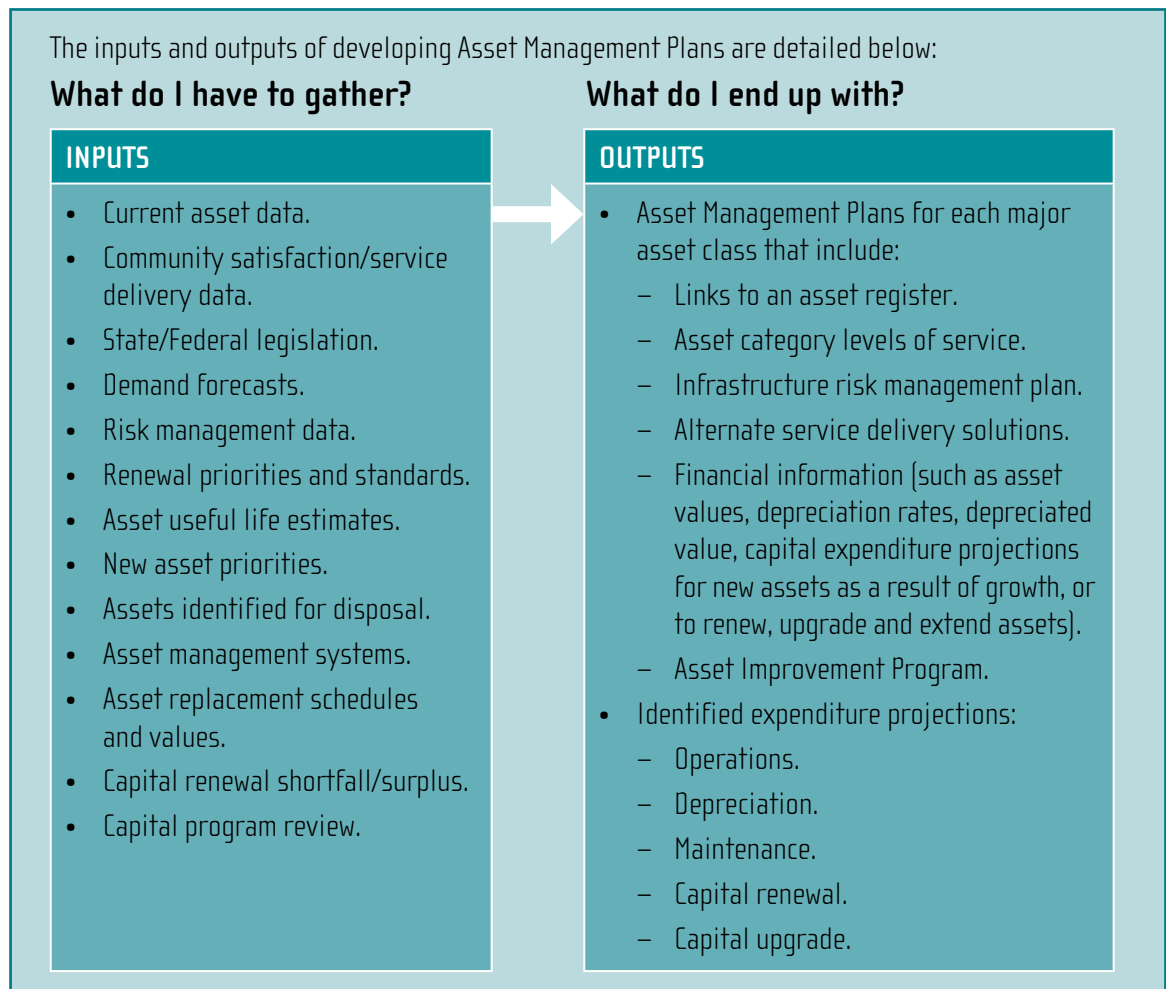 The inputs and outputs of developing Asset Management Plans are detailed below:
What do I have to gather?
INPUTS
• Current asset data.
• Community satisfaction/service
delivery data.
• State/Federal legislation.
• Demand forecasts.
• Risk management data.
• Renewal priorities and standards.
• Asset useful life estimates.
• New asset priorities.
• Assets identified for disposal.
• Asset management systems.
• Asset replacement schedules
and values.
• Capital renewal shortfall/surplus.
• Capital program review.
What do I end up with?
OUTPUTS
• Asset Management Plans for each major
asset class that include:
– Links to an asset register.
– Asset category levels of service.
– Infrastructure risk management plan.
– Alternate service delivery solutions.
– Financial information (such as asset
values, depreciation rates, depreciated
value, capital expenditure projections
for new assets as a result of growth, or
to renew, upgrade and extend assets).
– Asset Improvement Program.
• Identified expenditure projections:
– Operations.
– Depreciation.
– Maintenance.
– Capital renewal.
– Capital upgrade.